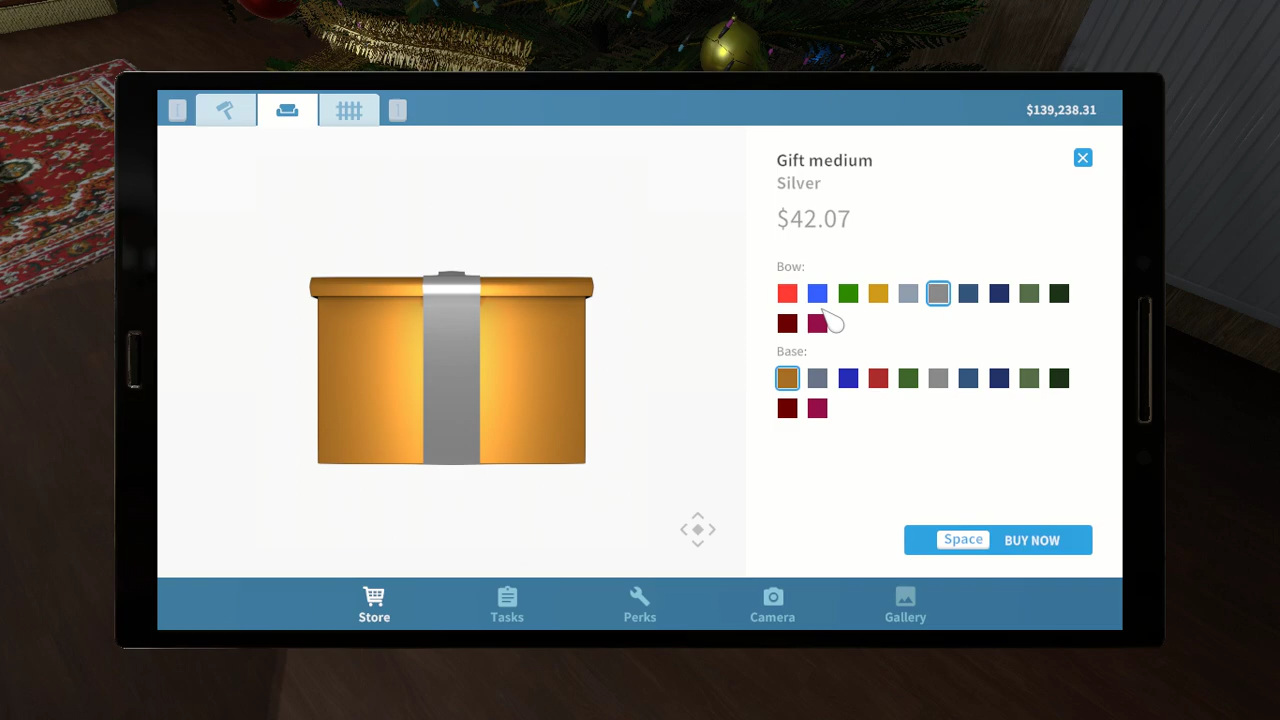 $139,238.31
Gift medium
Silver
$42.07
Bow:
Base:
Space BUY NOW
Store Tasks Perks Camera Gallery